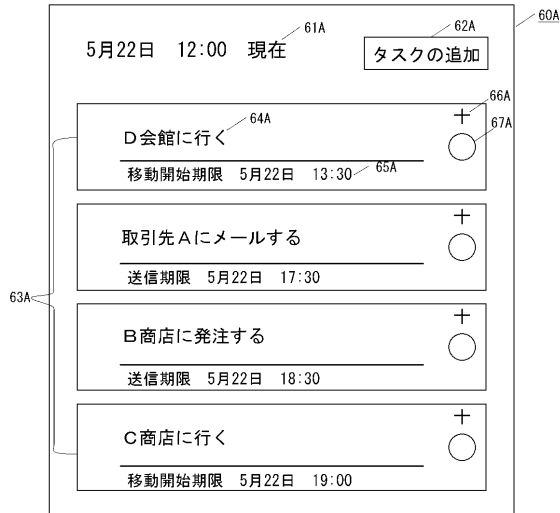 60A
61A
62A
5月22日 12:00 現在
タスクの追加
66A
67A
D会館に行く 64A
移動開始期限 5月22日 13:30 65A
+
取引先Aにメールする
送信期限 5月22日 17:30
63A
+
B商店に発注する
送信期限 5月22日 18:30
+
C商店に行く
移動開始期限 5月22日 19:00
+